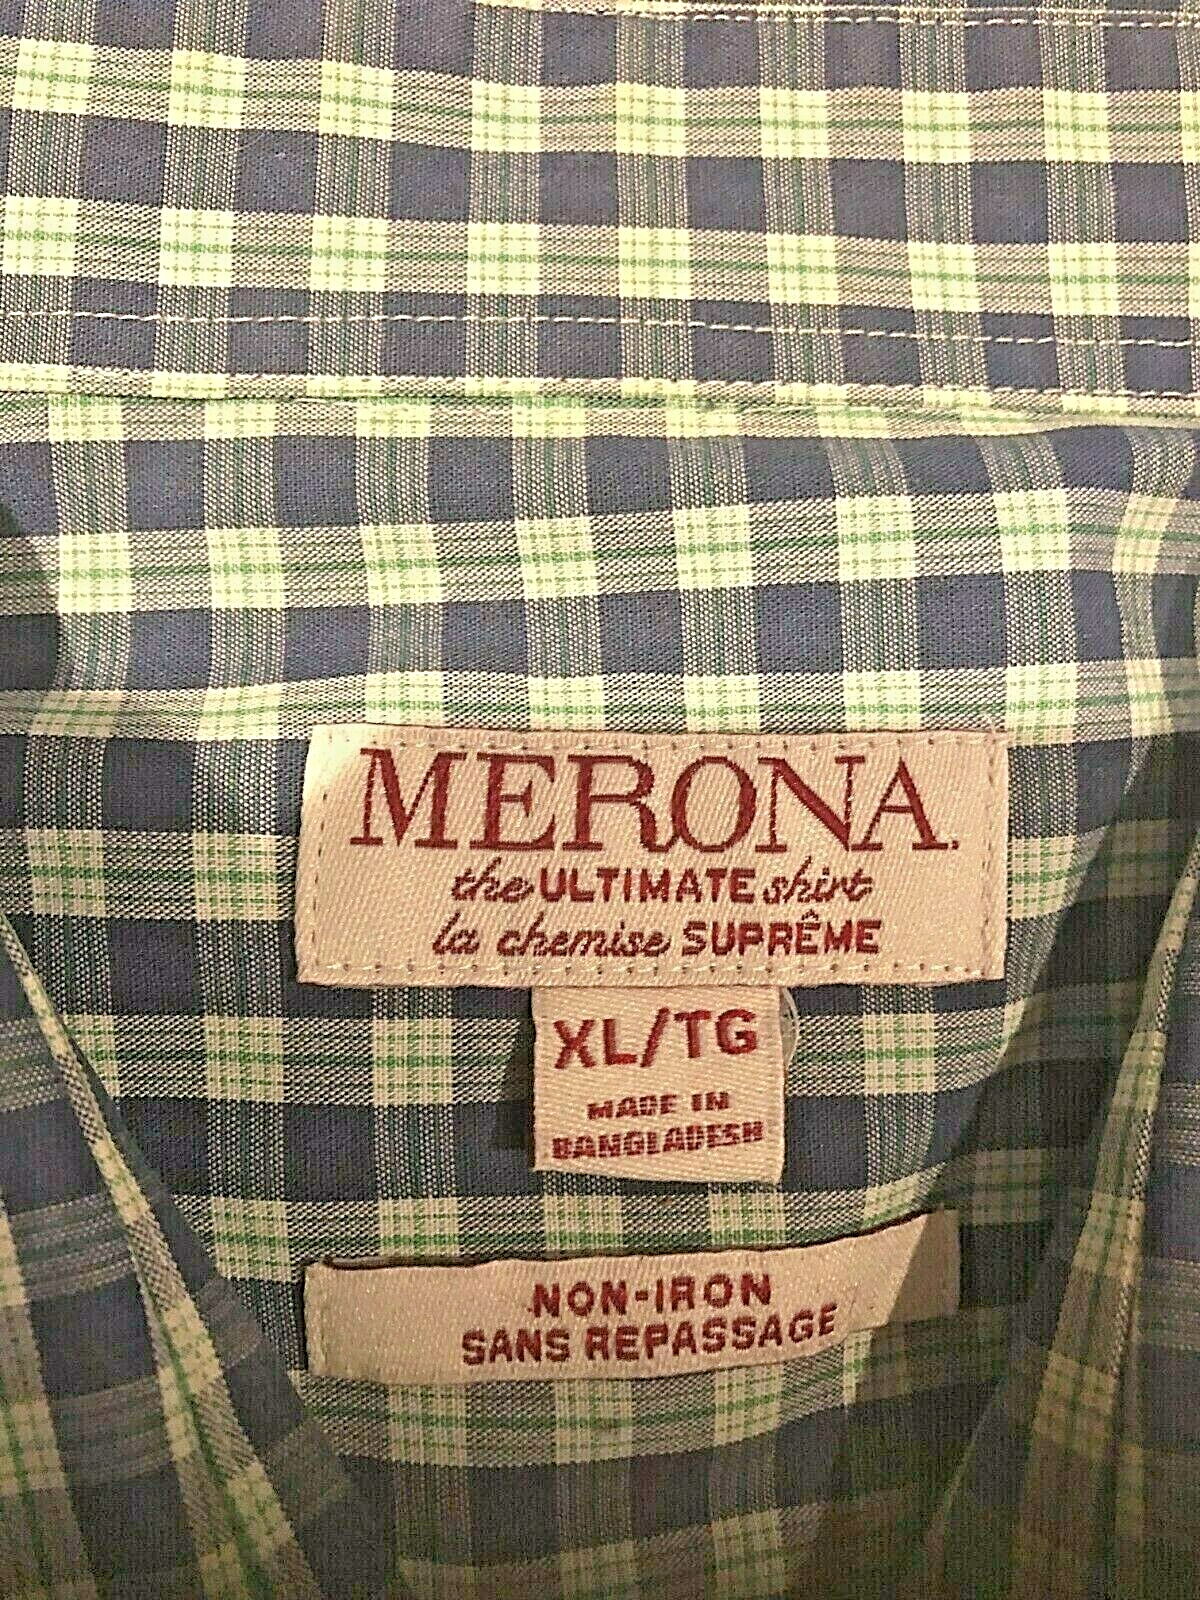 MERONA.
the ULTIMATE shirt
la chemise SUPRÊME
XL/TG
MADE IN
BANGLADESH
NON-IRON
SANS REPASSAGE